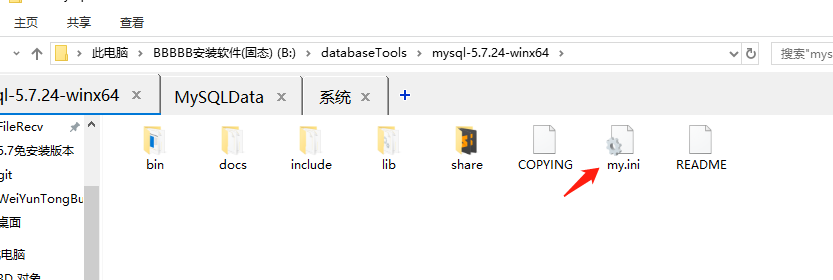 主页 共享 查看
此电脑 BBBBB安装软件(固态) (B:) databaseTools mysql-5.7.24-winx64 搜索"mys
ql-5.7.24-winx64 MySQLData 系统
FileRecv
5.7免安装版本
git
WeiYunTongBu
桌面
此电脑
3D 对象
bin docs include lib share COPYING my.ini README